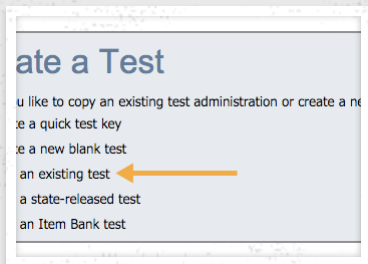 ate a Test
u like to copy an existing test administration or create a ne
te a quick test key
te a new blank test
an existing test
a state-released test
an Item Bank test